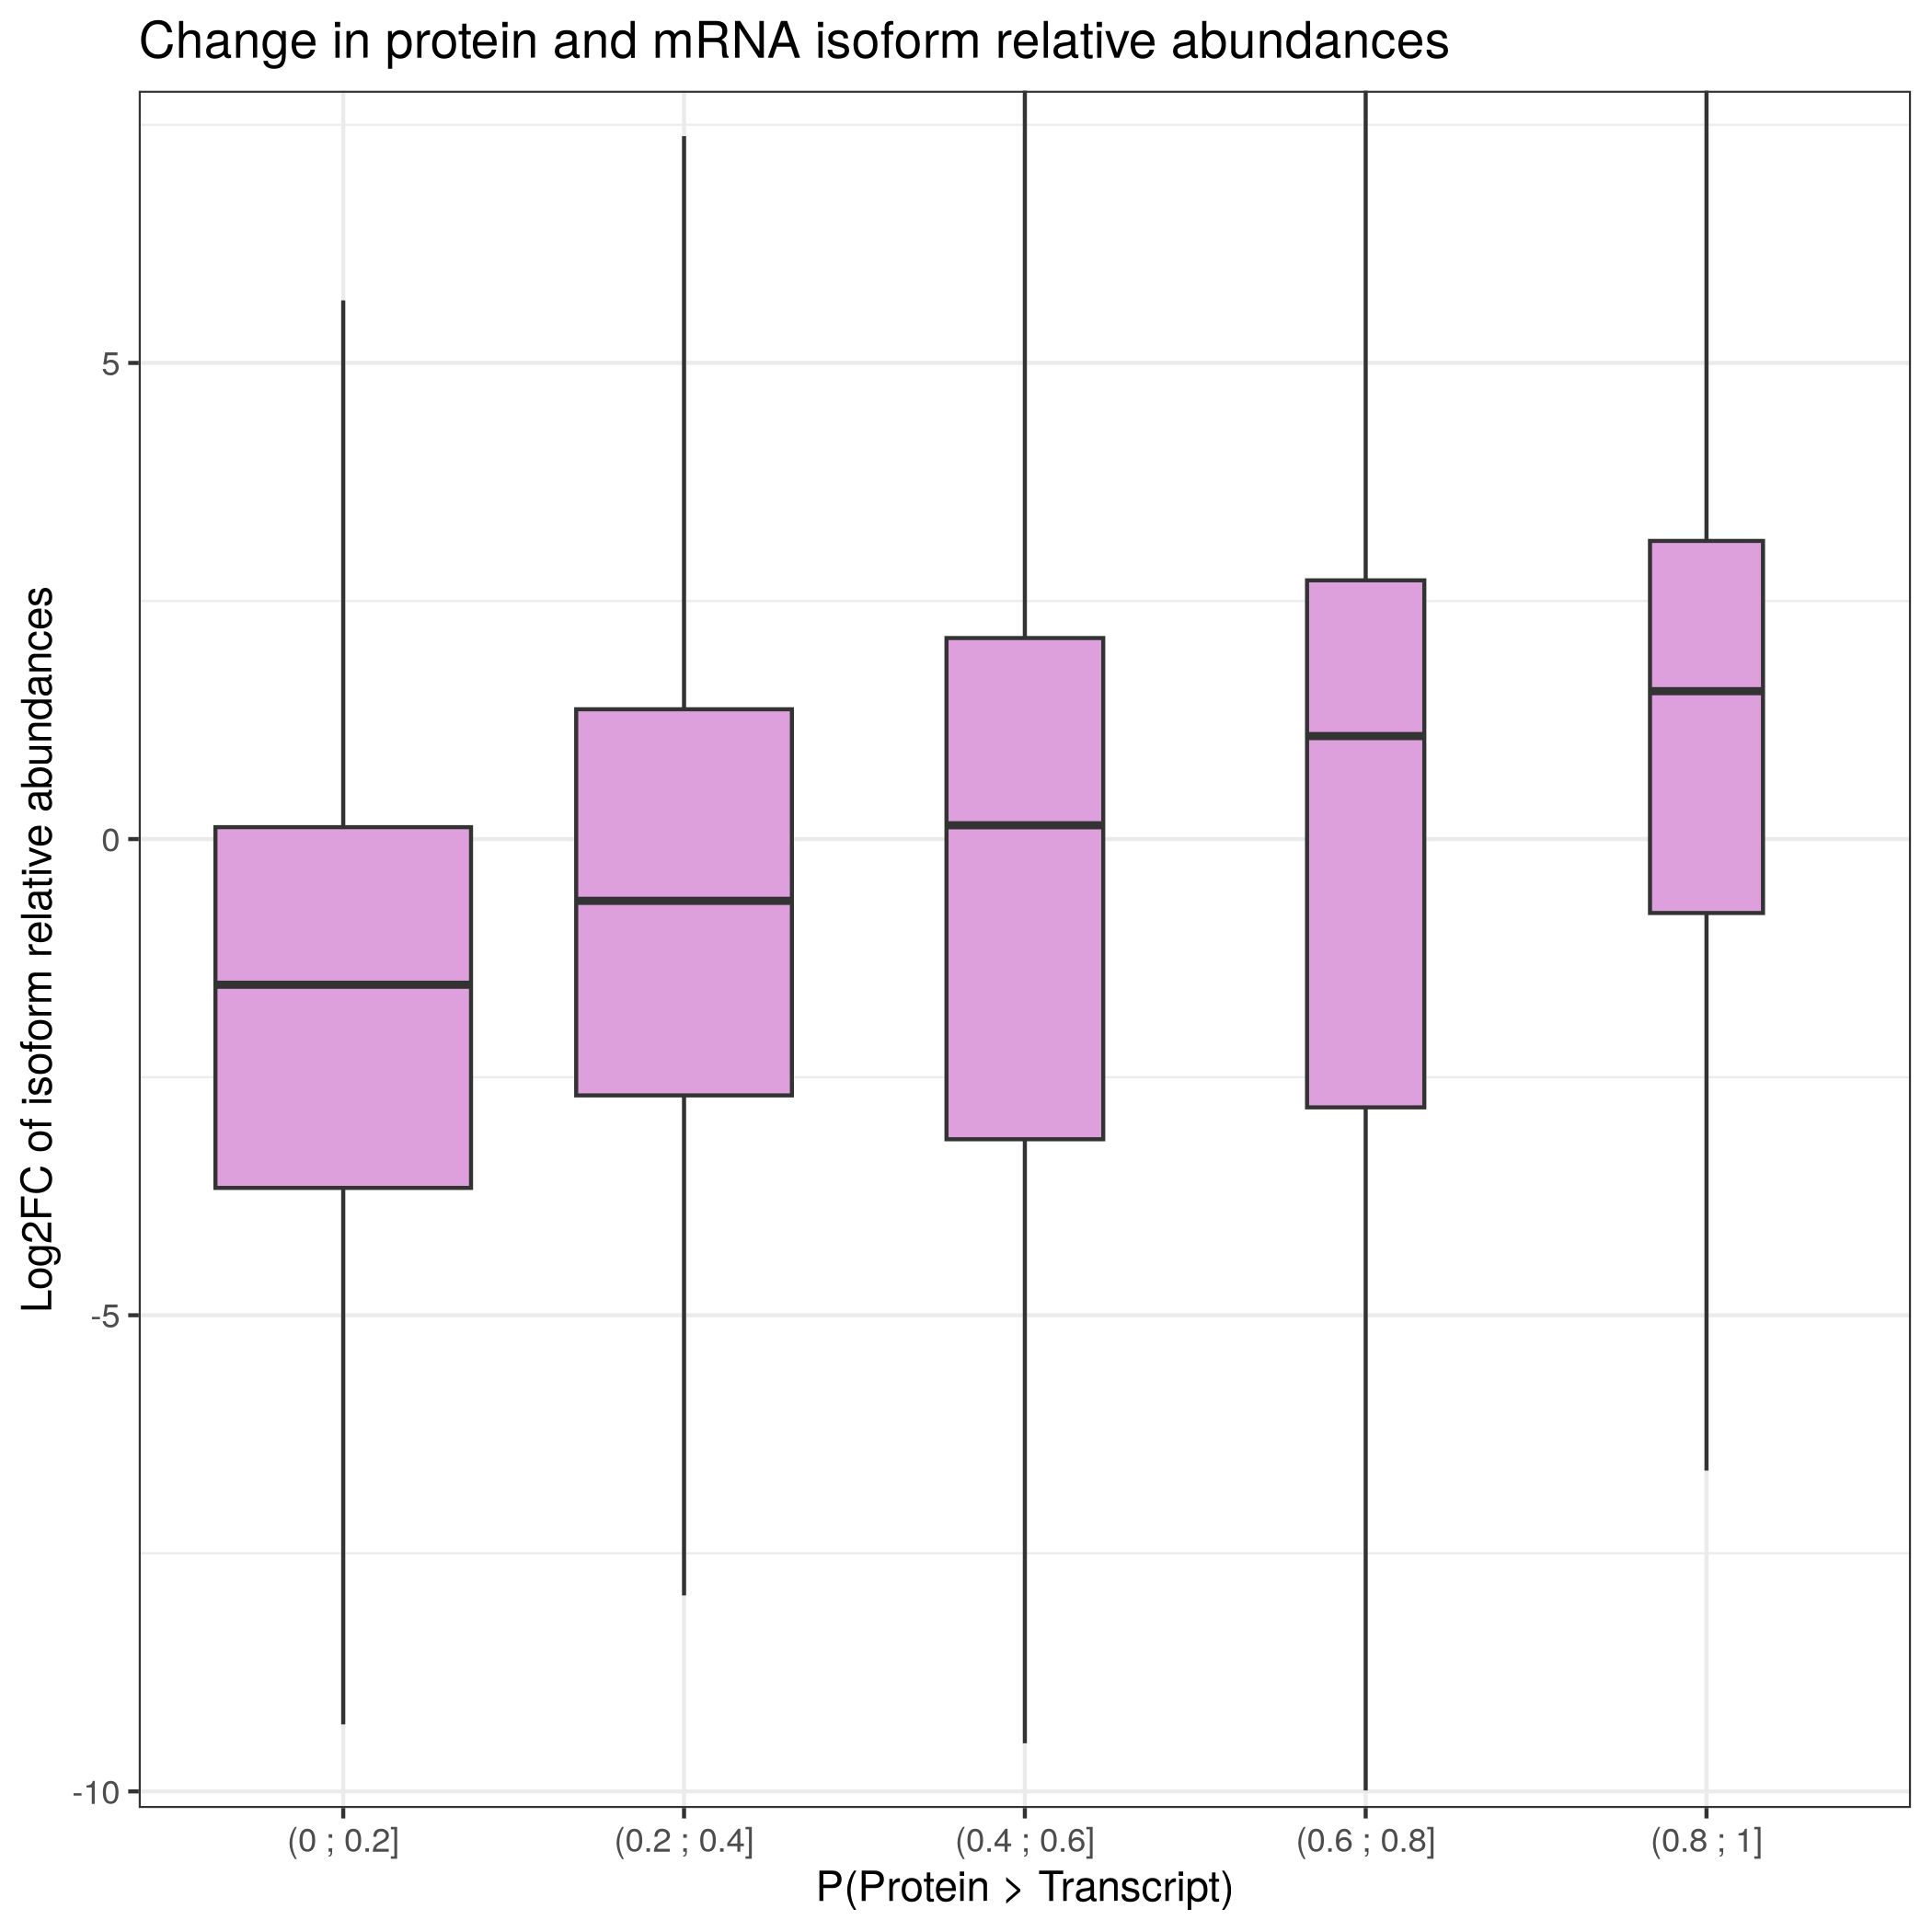 Change in protein and mRNA isoform relative abundances
Log2FC of isoform relative abundances
5
0
-5
-10
(0 ; 0.2]
(0.2 ; 0.4]
(0.4 ; 0.6]
(0.6 ; 0.8]
(0.8 ; 1]
P(Protein > Transcript)